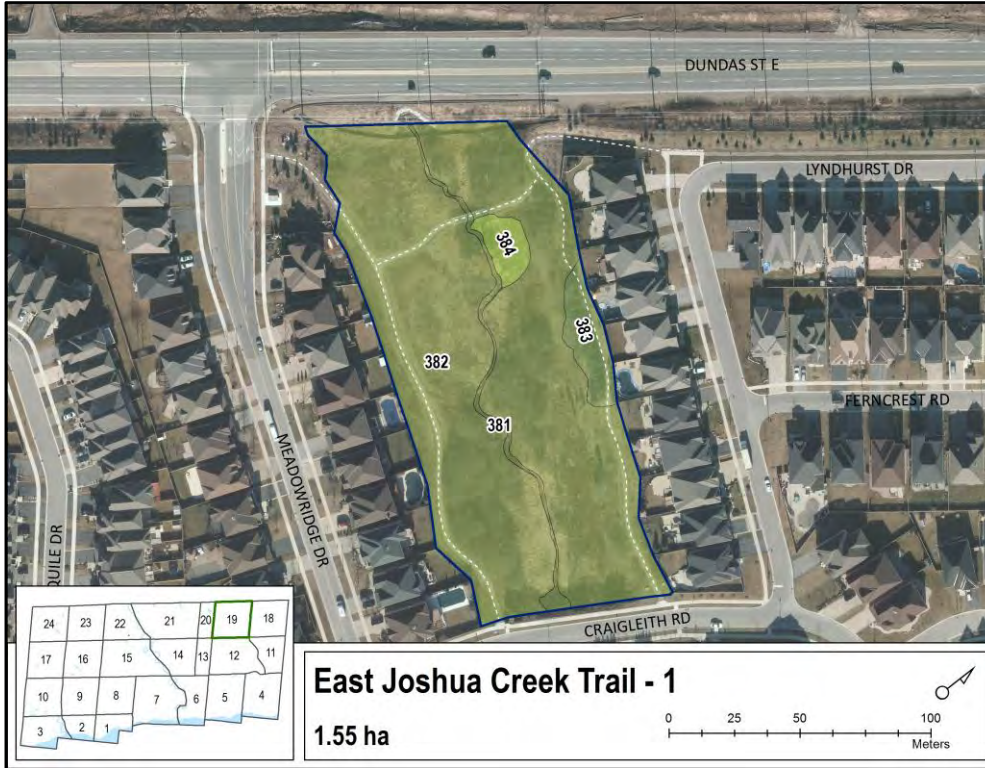 DUNDAS ST E
LYNDHURST DR
384
383
382
381
FERNCREST RD
MEADOWRIDGE DR
QUILE DR
CRAIGLEITH RD
24 23 22 21 20 19 18
17 16 15 14 13 12 11
10 9 8 7 6 5 4
3 2 1
East Joshua Creek Trail - 1
1.55 ha
0 25 50 100
Meters